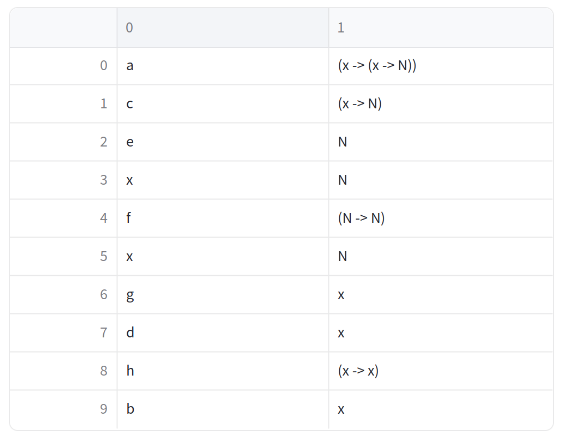 0 1
0 a (x -> (x -> N))
1 c (x -> N)
2 e N
3 x N
4 f (N -> N)
5 x N
6 g x
7 d x
8 h (x -> x)
9 b x